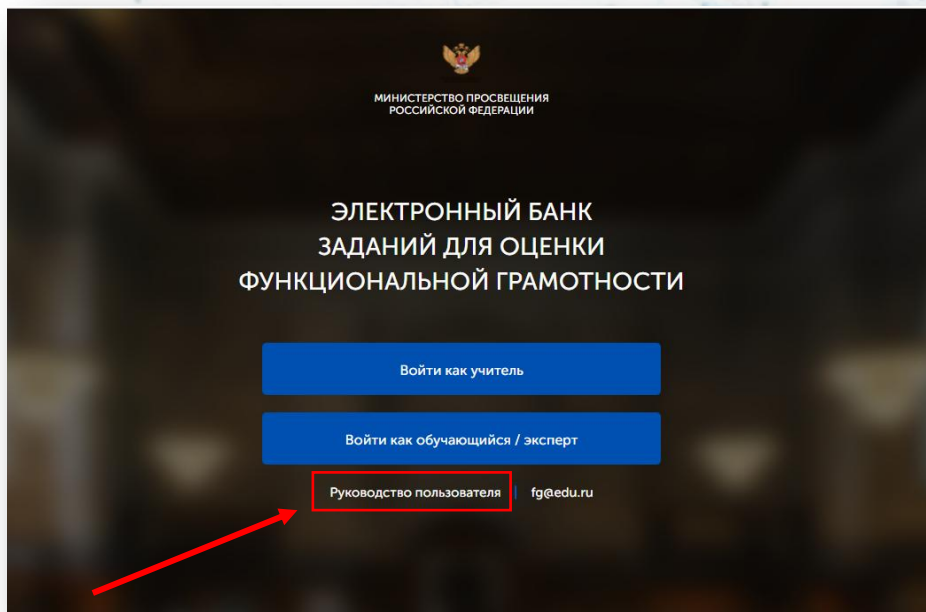 МИНИСТЕРСТВО ПРОСВЕЩЕНИЯ
РОССИЙСКОЙ ФЕДЕРАЦИИ
ЭЛЕКТРОННЫЙ БАНК
ЗАДАНИЙ ДЛЯ ОЦЕНКИ
ФУНКЦИОНАЛЬНОЙ ГРАМОТНОСТИ
Войти как учитель
Войти как обучающийся / эксперт
Руководство пользователя | fg@edu.ru